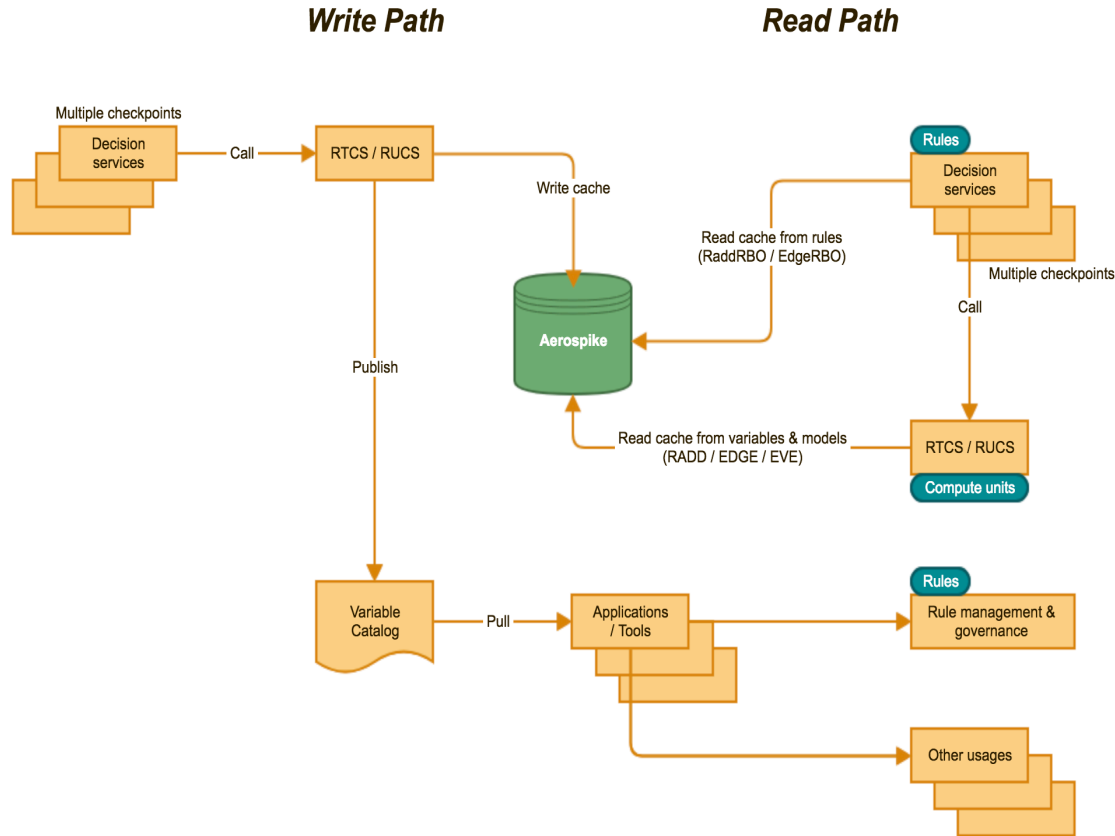 Write Path
Read Path
Multiple checkpoints
Decision
services
Call
RTCS / RUCS
Write cache
Rules
Decision
services
Read cache from rules
(RaddRBO / EdgeRBO)
Multiple checkpoints
Call
Aerospike
Publish
Read cache from variables & models
(RADD / EDGE / EVE)
RTCS / RUCS
Compute units
Variable
Catalog
Pull
Applications
/ Tools
Rules
Rule management &
governance
Other usages